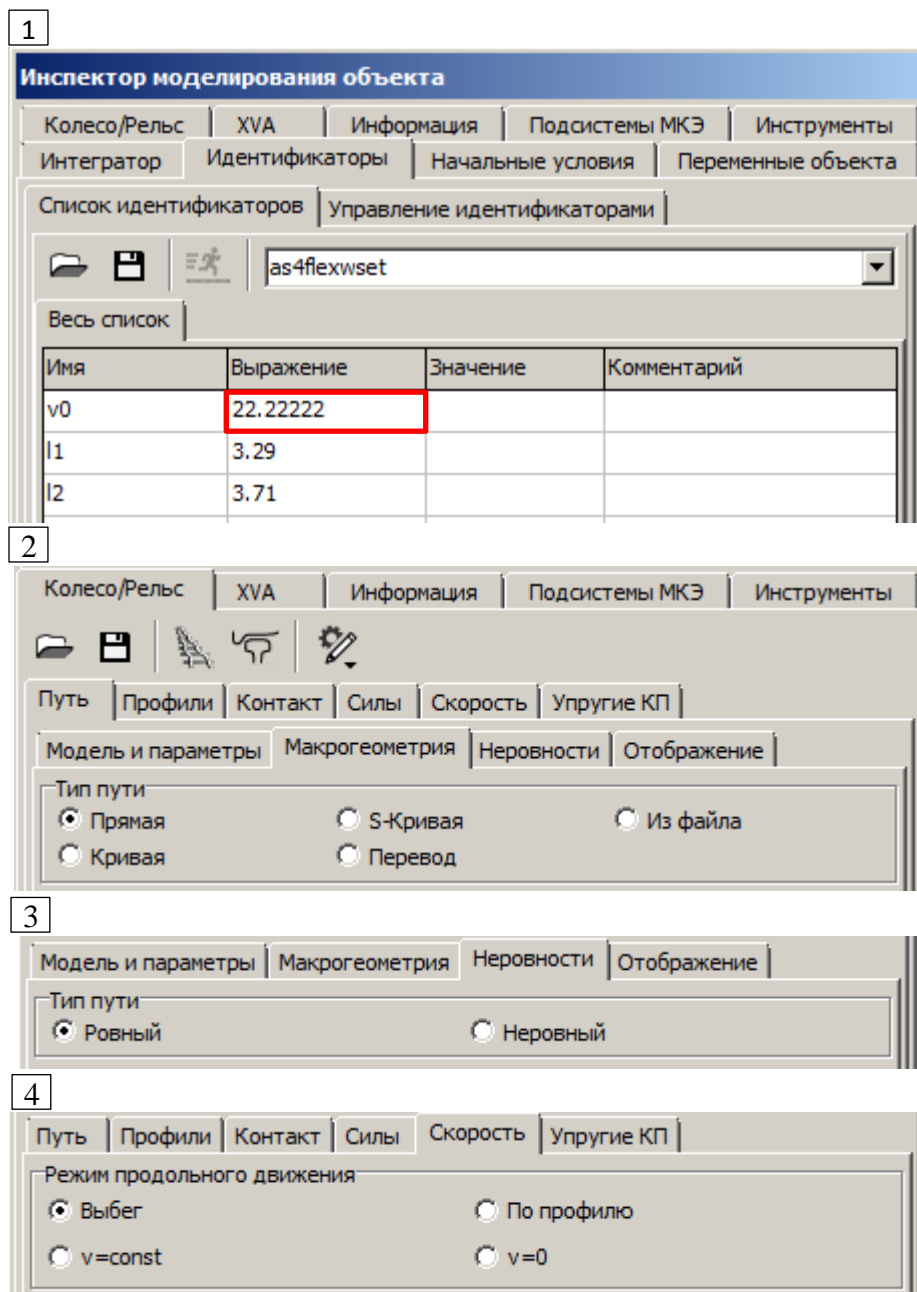 1
Инспектор моделирования объекта
Колесо/Рельс XVA Информация Подсистемы МКЭ Инструменты
Интегратор Идентификаторы Начальные условия Переменные объекта
Список идентификаторов Управление идентификаторами
as4flexwset
Весь список
Имя Выражение Значение Комментарий
v0 22.22222
l1 3.29
l2 3.71
2
Колесо/Рельс XVA Информация Подсистемы МКЭ Инструменты
Путь Профили Контакт Силы Скорость Упругие КП
Модель и параметры Макрогеометрия Неровности Отображение
Тип пути
Прямая S-Кривая Из файла
Кривая Перевод
3
Модель и параметры Макрогеометрия Неровности Отображение
Тип пути
Ровный Неровный
4
Путь Профили Контакт Силы Скорость Упругие КП
Режим продольного движения
Выбег По профилю
v=const v=0